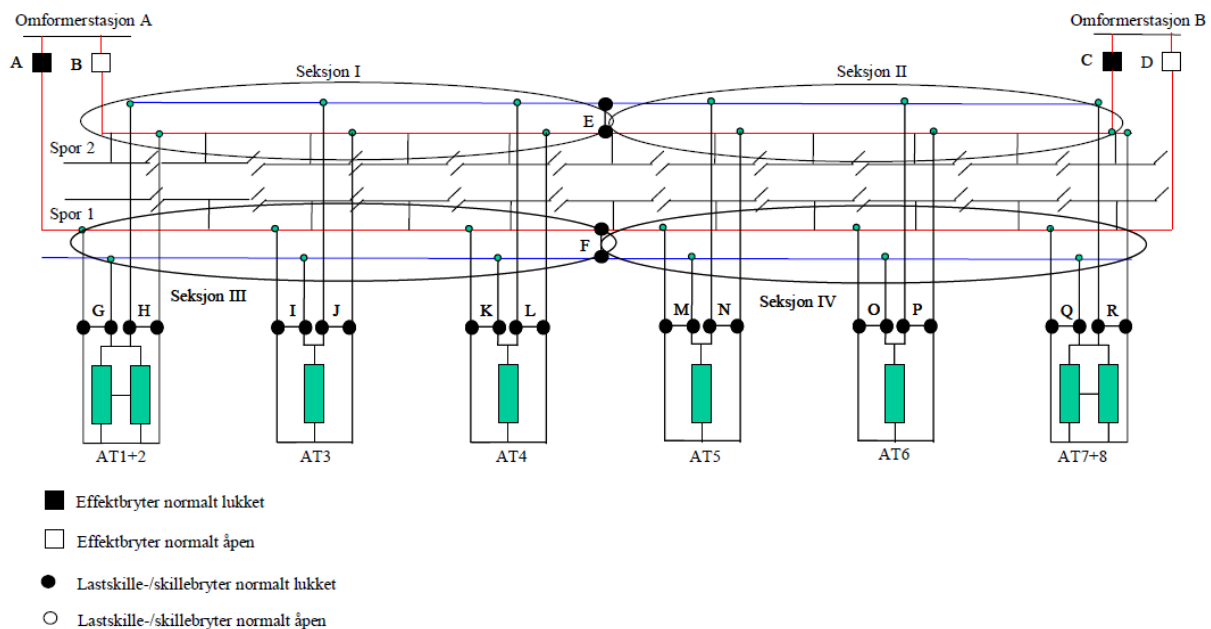 Omformerstasjon A
Omformerstasjon B
A
B
C
D
Seksjon I
Seksjon II
E
Spor 2
Spor 1
F
Seksjon III
Seksjon IV
G
H
I
J
K
L
M
N
O
P
Q
R
AT1+2
AT3
AT4
AT5
AT6
AT7+8
Effektbryter normalt lukket
Effektbryter normalt åpen
Lastskille-/skillebryter normalt lukket
Lastskille-/skillebryter normalt åpen